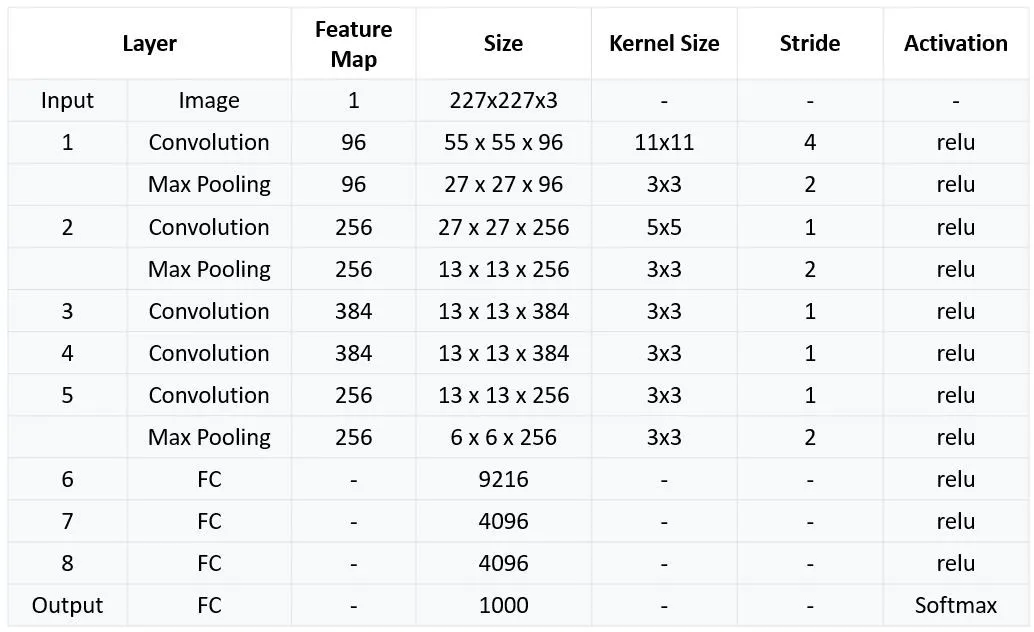 Layer Feature Map Size Kernel Size Stride Activation
Input Image 1 227x227x3 - - -
1 Convolution 96 55 x 55 x 96 11x11 4 relu
Max Pooling 96 27 x 27 x 96 3x3 2 relu
2 Convolution 256 27 x 27 x 256 5x5 1 relu
Max Pooling 256 13 x 13 x 256 3x3 2 relu
3 Convolution 384 13 x 13 x 384 3x3 1 relu
4 Convolution 384 13 x 13 x 384 3x3 1 relu
5 Convolution 256 13 x 13 x 256 3x3 1 relu
Max Pooling 256 6 x 6 x 256 3x3 2 relu
6 FC - 9216 - - relu
7 FC - 4096 - - relu
8 FC - 4096 - - relu
Output FC - 1000 - - Softmax